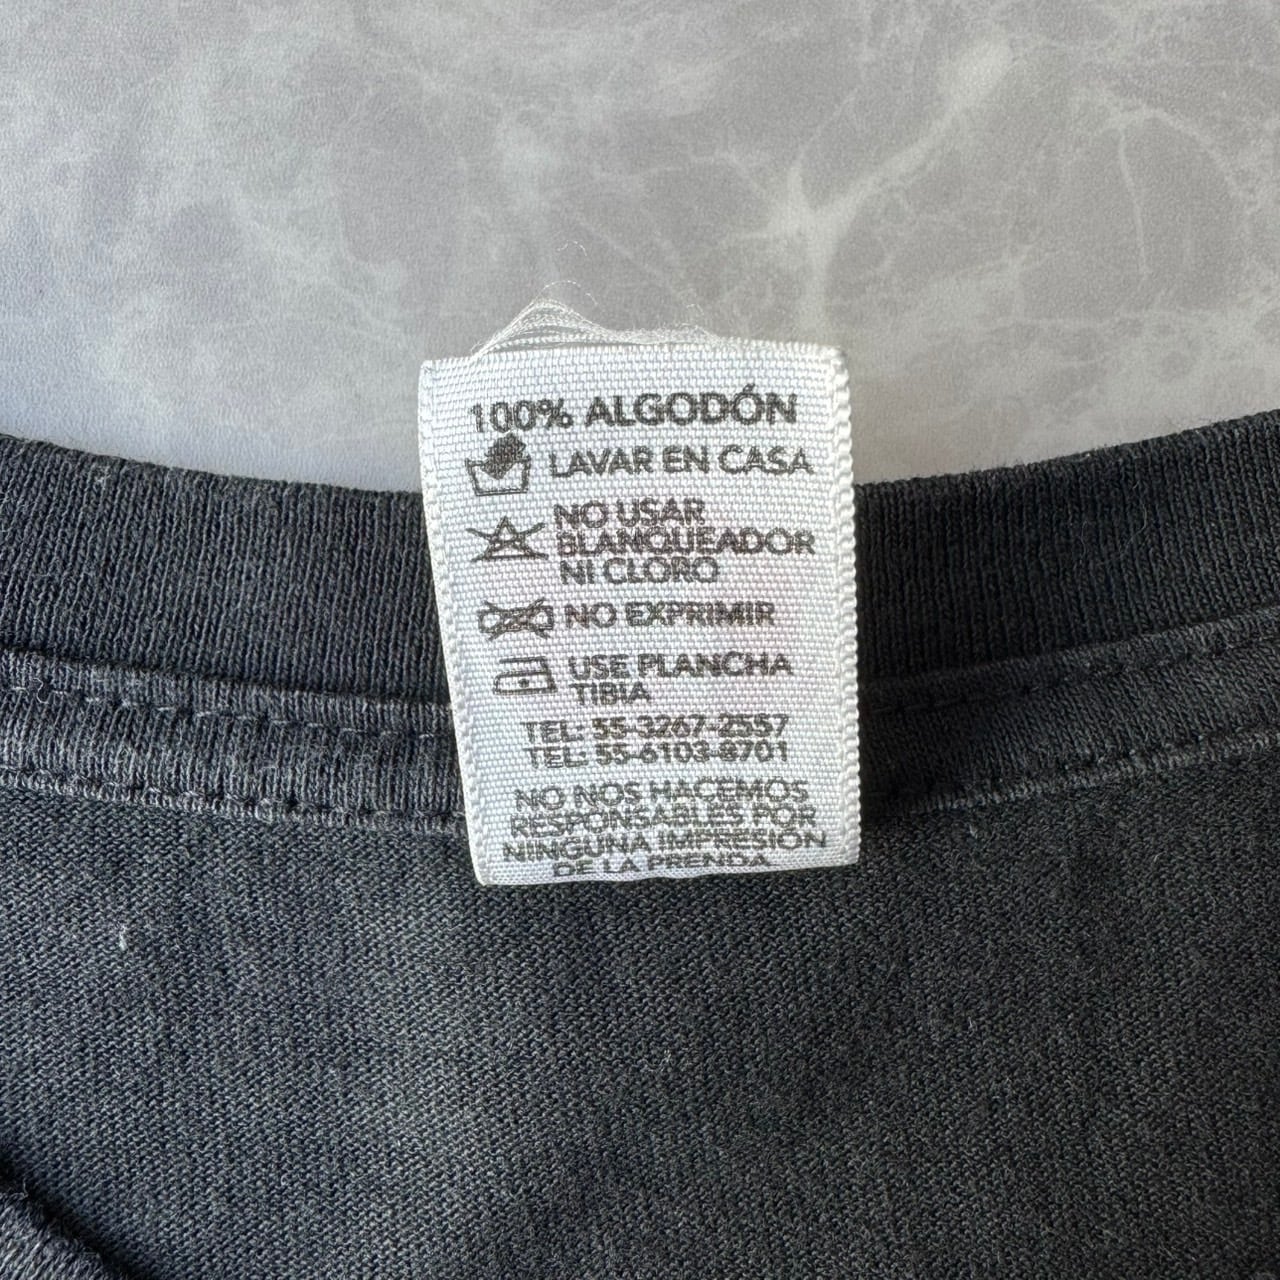 100% ALGODÓN
LAVAR EN CASA
NO USAR
BLANQUEADOR
NI CLORO
NO EXPRIMIR
USE PLANCHA
TIBIA
TEL: 55-3267-2557
TEL: 55-6103-8701
NO NOS HACEMOS
RESPONSABLES POR
NINGUNA IMPRESIÓN
DE LA PRENDA